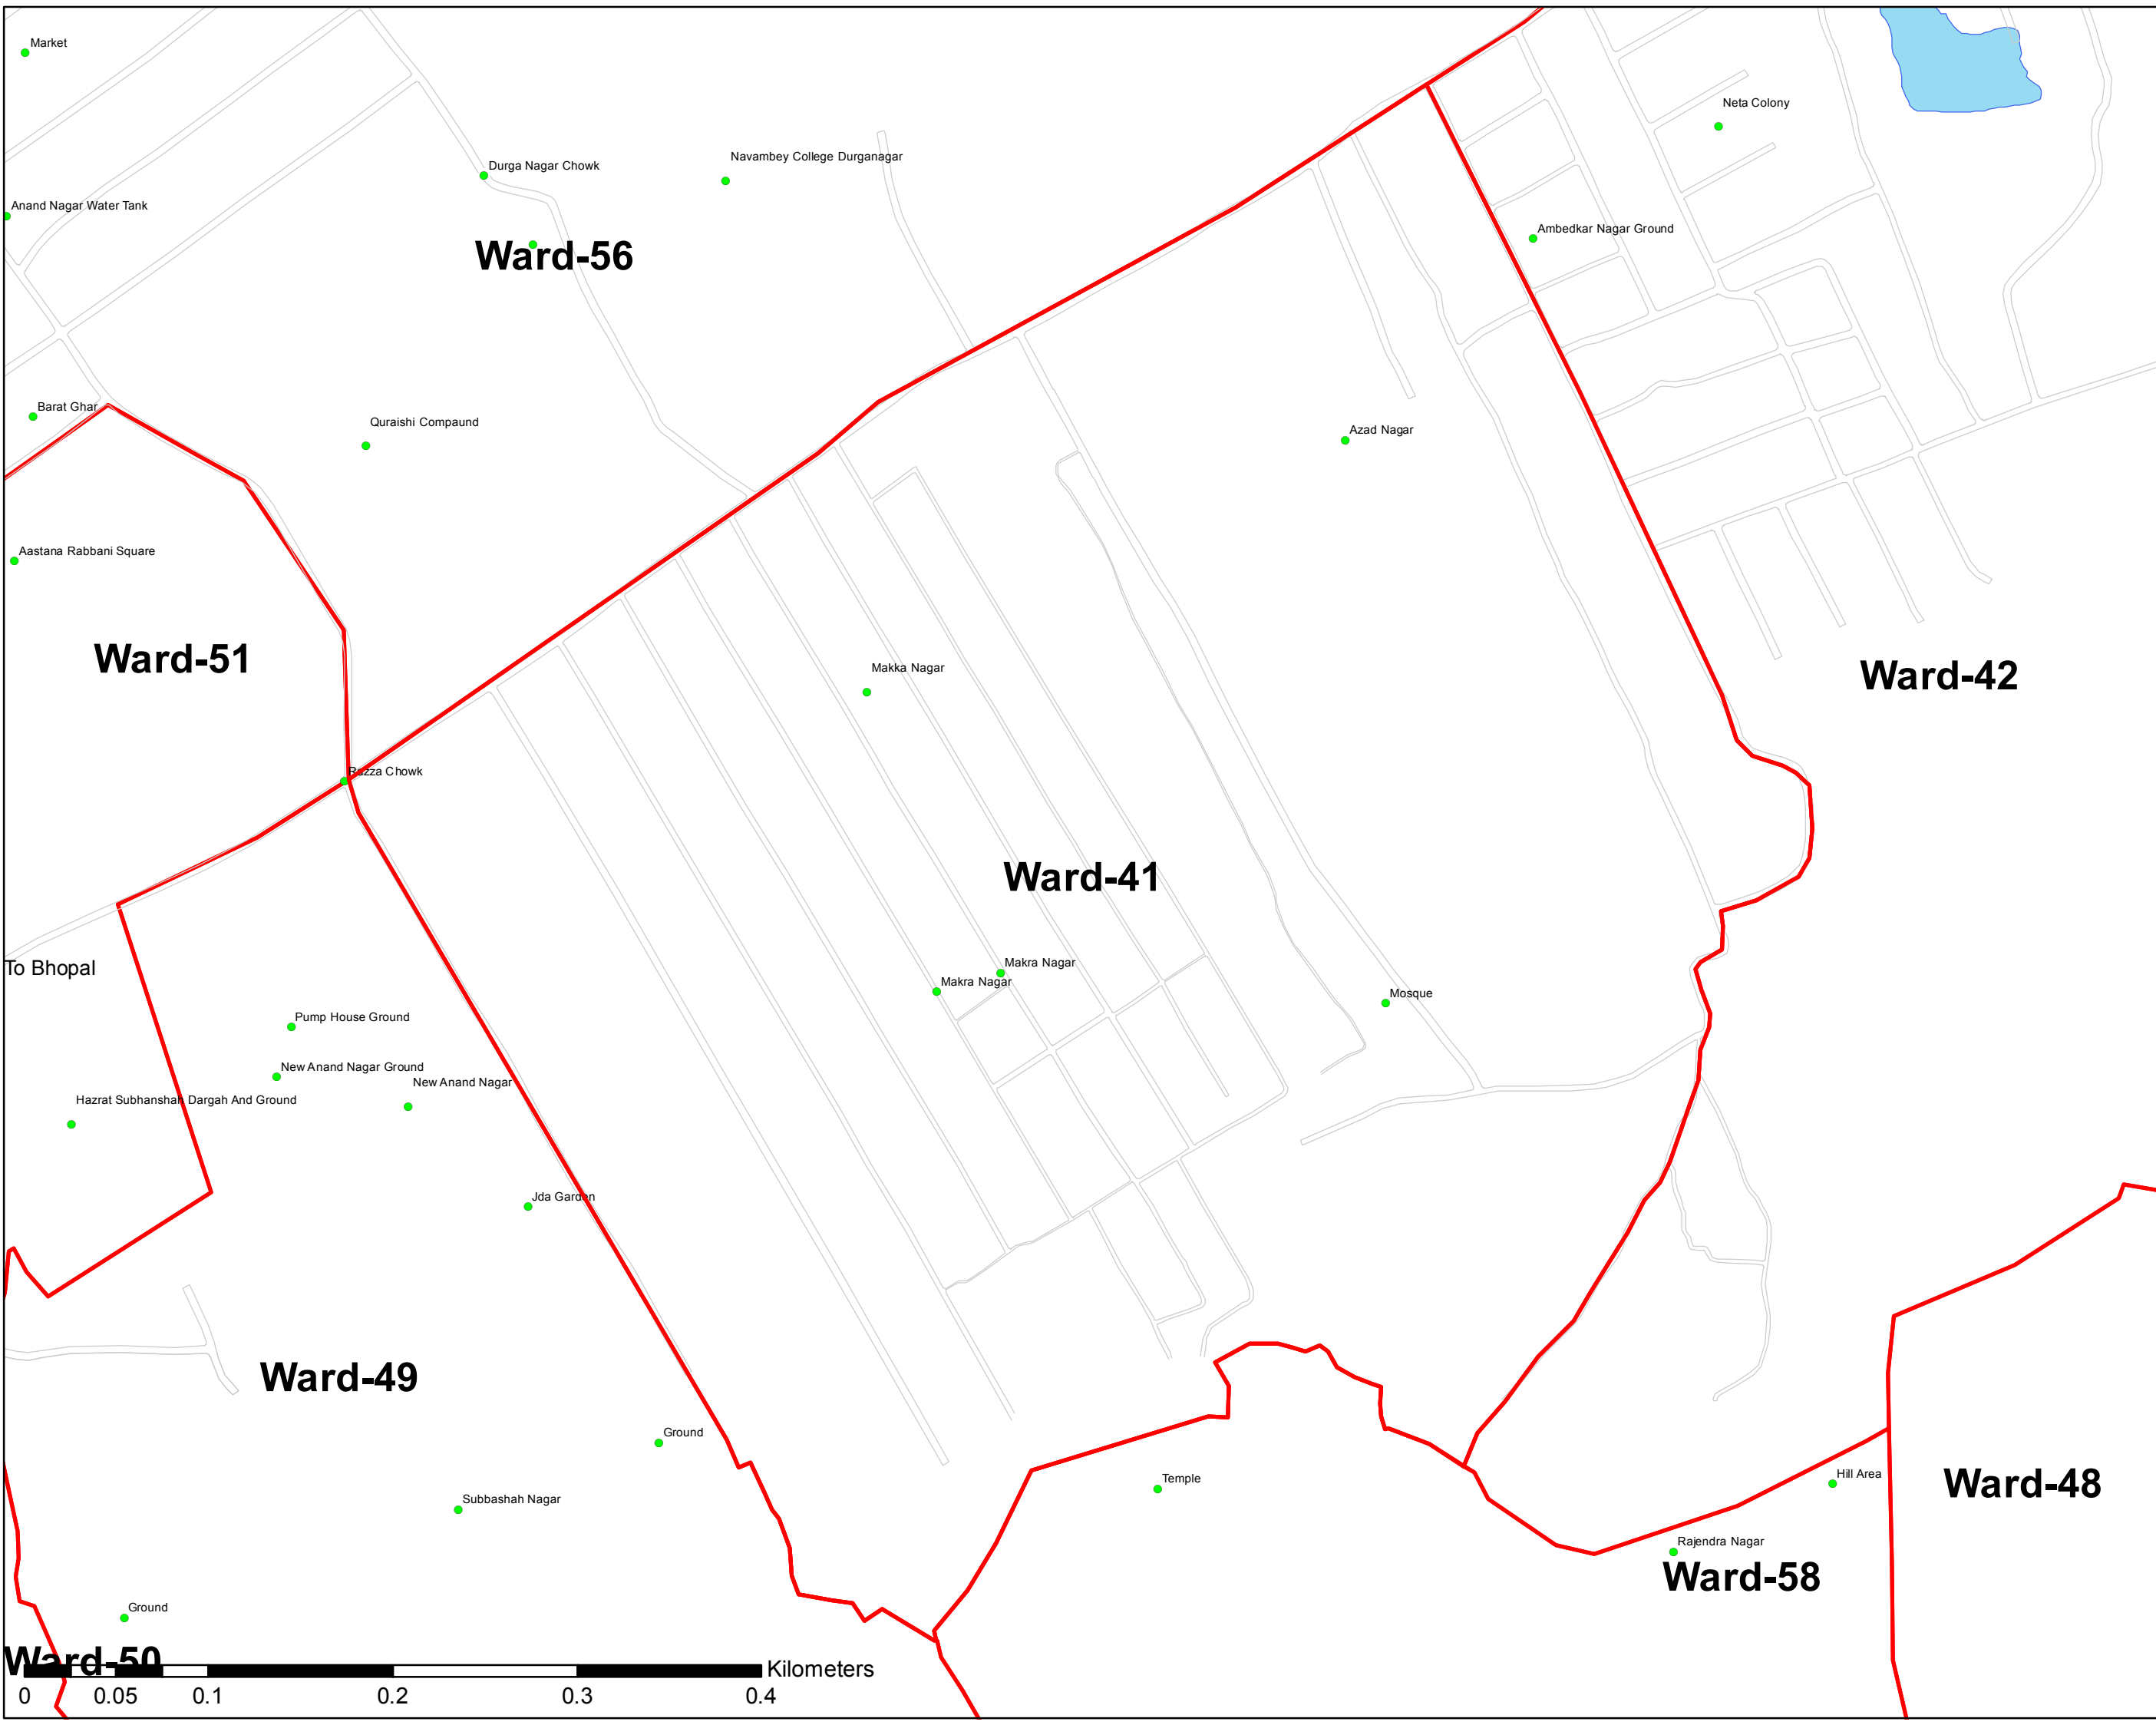 Market
Neta Colony
Navambey College Durganagar
Durga Nagar Chowk
Anand Nagar Water Tank
Ambedkar Nagar Ground
Ward-56
Barat Ghar
Quraishi Compaund
Azad Nagar
Aastana Rabbani Square
Ward-51
Makka Nagar
Ward-42
Razza Chowk
Ward-41
To Bhopal
Makra Nagar
Makra Nagar
Mosque
Pump House Ground
New Anand Nagar Ground
New Anand Nagar
Hazrat Subhanshah Dargah And Ground
Jda Garden
Ward-49
Ground
Temple
Hill Area
Ward-48
Subbashah Nagar
Rajendra Nagar
Ward-58
Ground
Ward-50
Kilometers
0 0.05 0.1 0.2 0.3 0.4